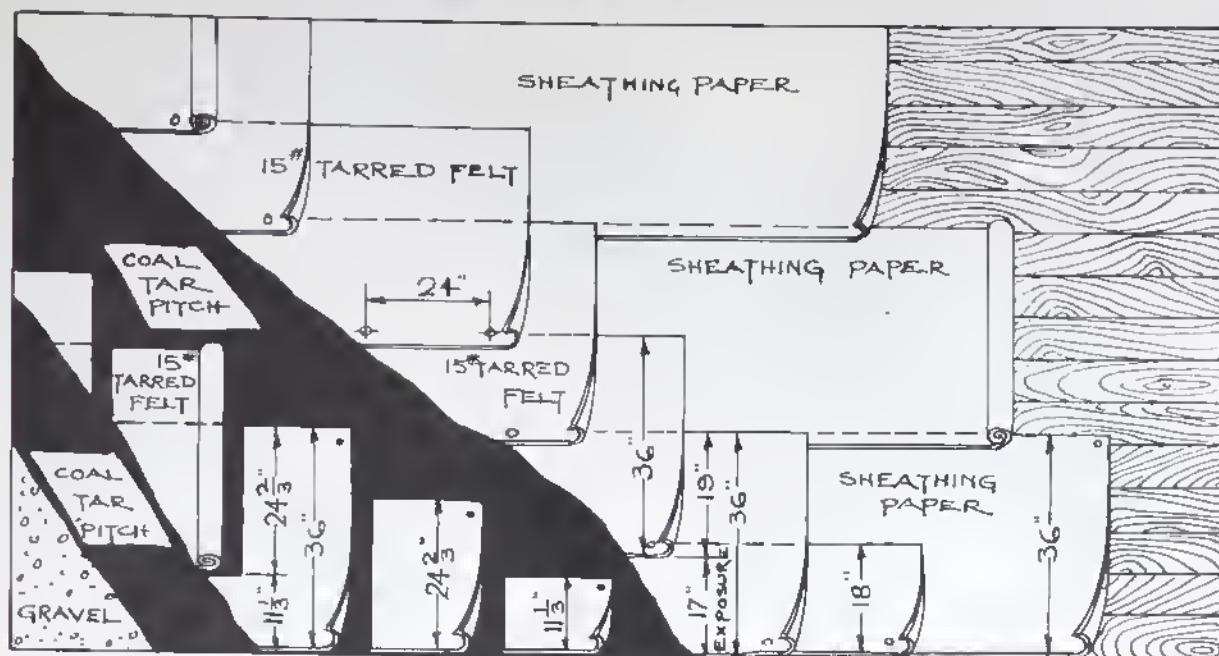 SHEATHING PAPER
15# TARRED FELT
COAL
TAR
PITCH
24"
SHEATHING PAPER
15#
TARRED
FELT
15# TARRED
FELT
COAL
TAR
PITCH
24 2/3"
36"
11 1/3"
24 2/3"
11 1/3"
36"
19"
36"
17"
EXPOSURE
18"
SHEATHING
PAPER
36"
GRAVEL